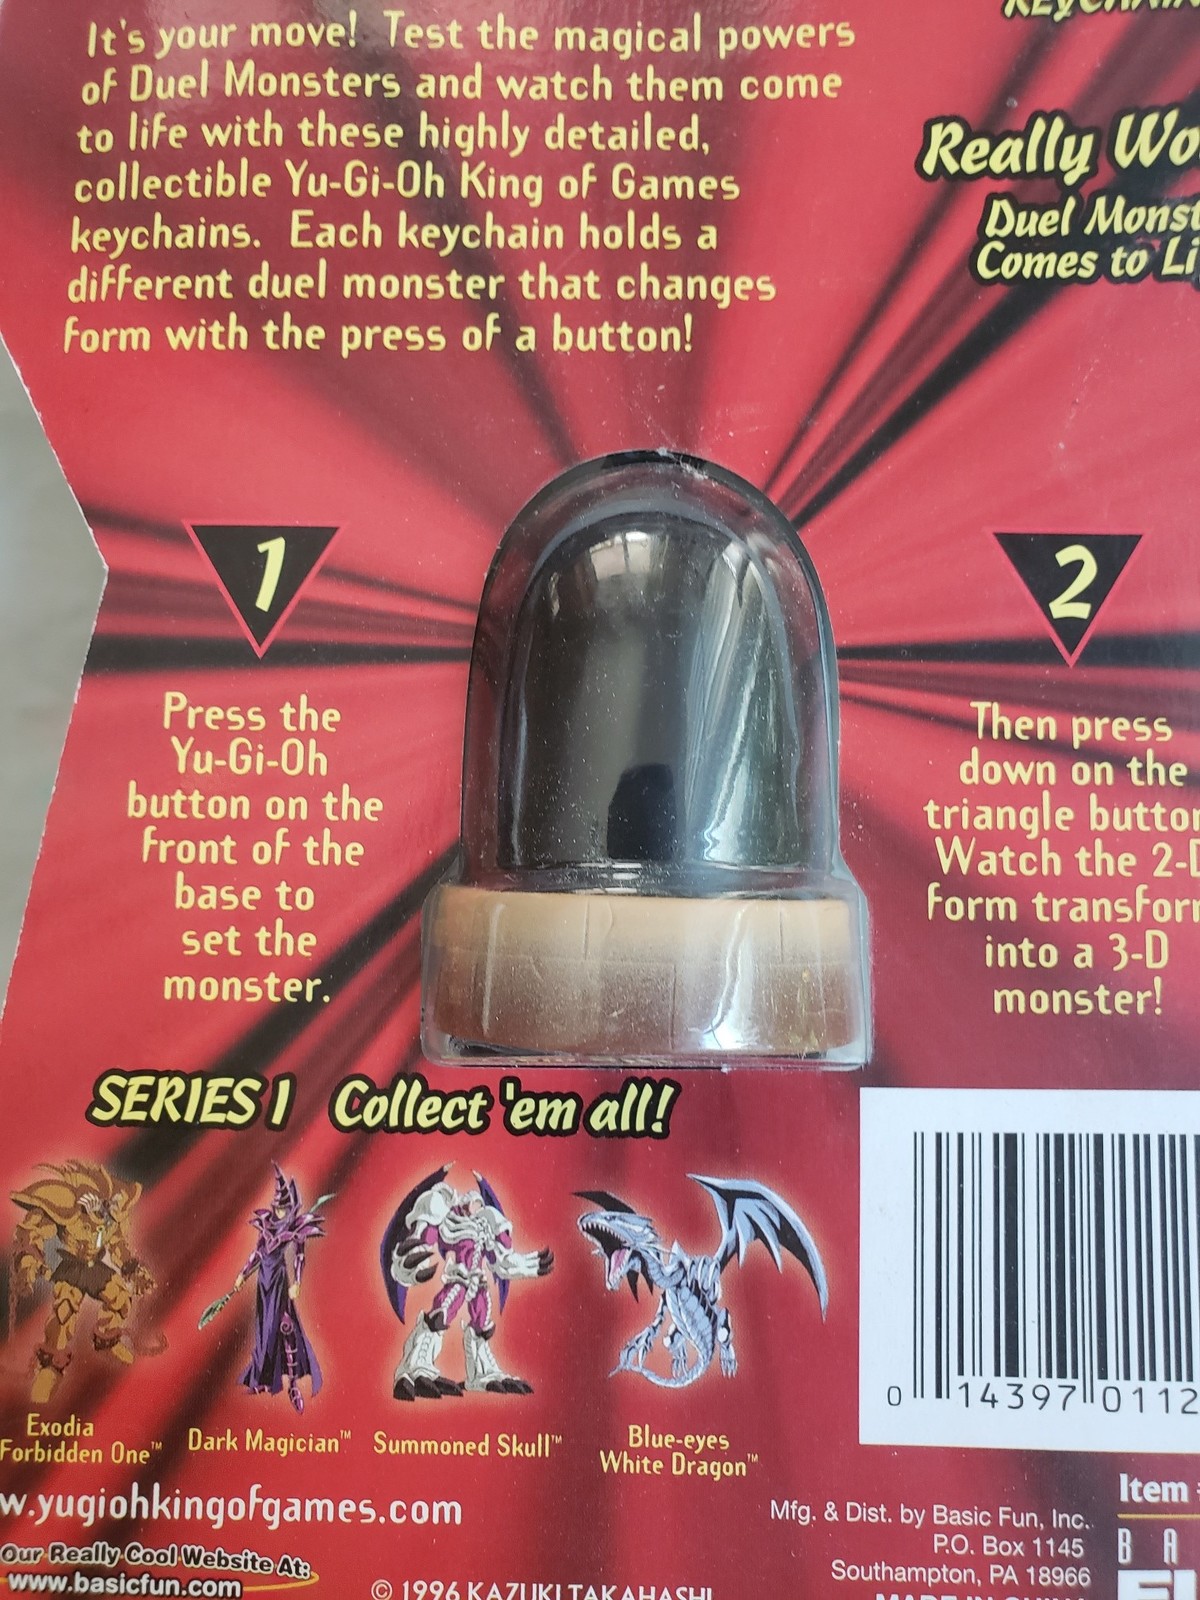 It's your move! Test the magical powers
of Duel Monsters and watch them come
to life with these highly detailed,
collectible Yu-Gi-Oh King of Games
keychains. Each keychain holds a
different duel monster that changes
form with the press of a button!
KEYCHAIN
Really Wo
Duel Monst
Comes to Li
1
Press the
Yu-Gi-Oh
button on the
front of the
base to
set the
monster.
2
Then press
down on the
triangle button
Watch the 2-D
form transfor
into a 3-D
monster!
SERIES 1 Collect 'em all!
Exodia
Forbidden One™
Dark Magician™
Summoned Skull™
Blue-eyes
White Dragon™
0 14397 0112
w.yugiohkingofgames.com
Our Really Cool Website At:
www.basicfun.com
© 1996 KAZUKI TAKAHASHI
Mfg. & Dist. by Basic Fun, Inc.
P.O. Box 1145
Southampton, PA 18966
MADE IN CHINA
Item
B A